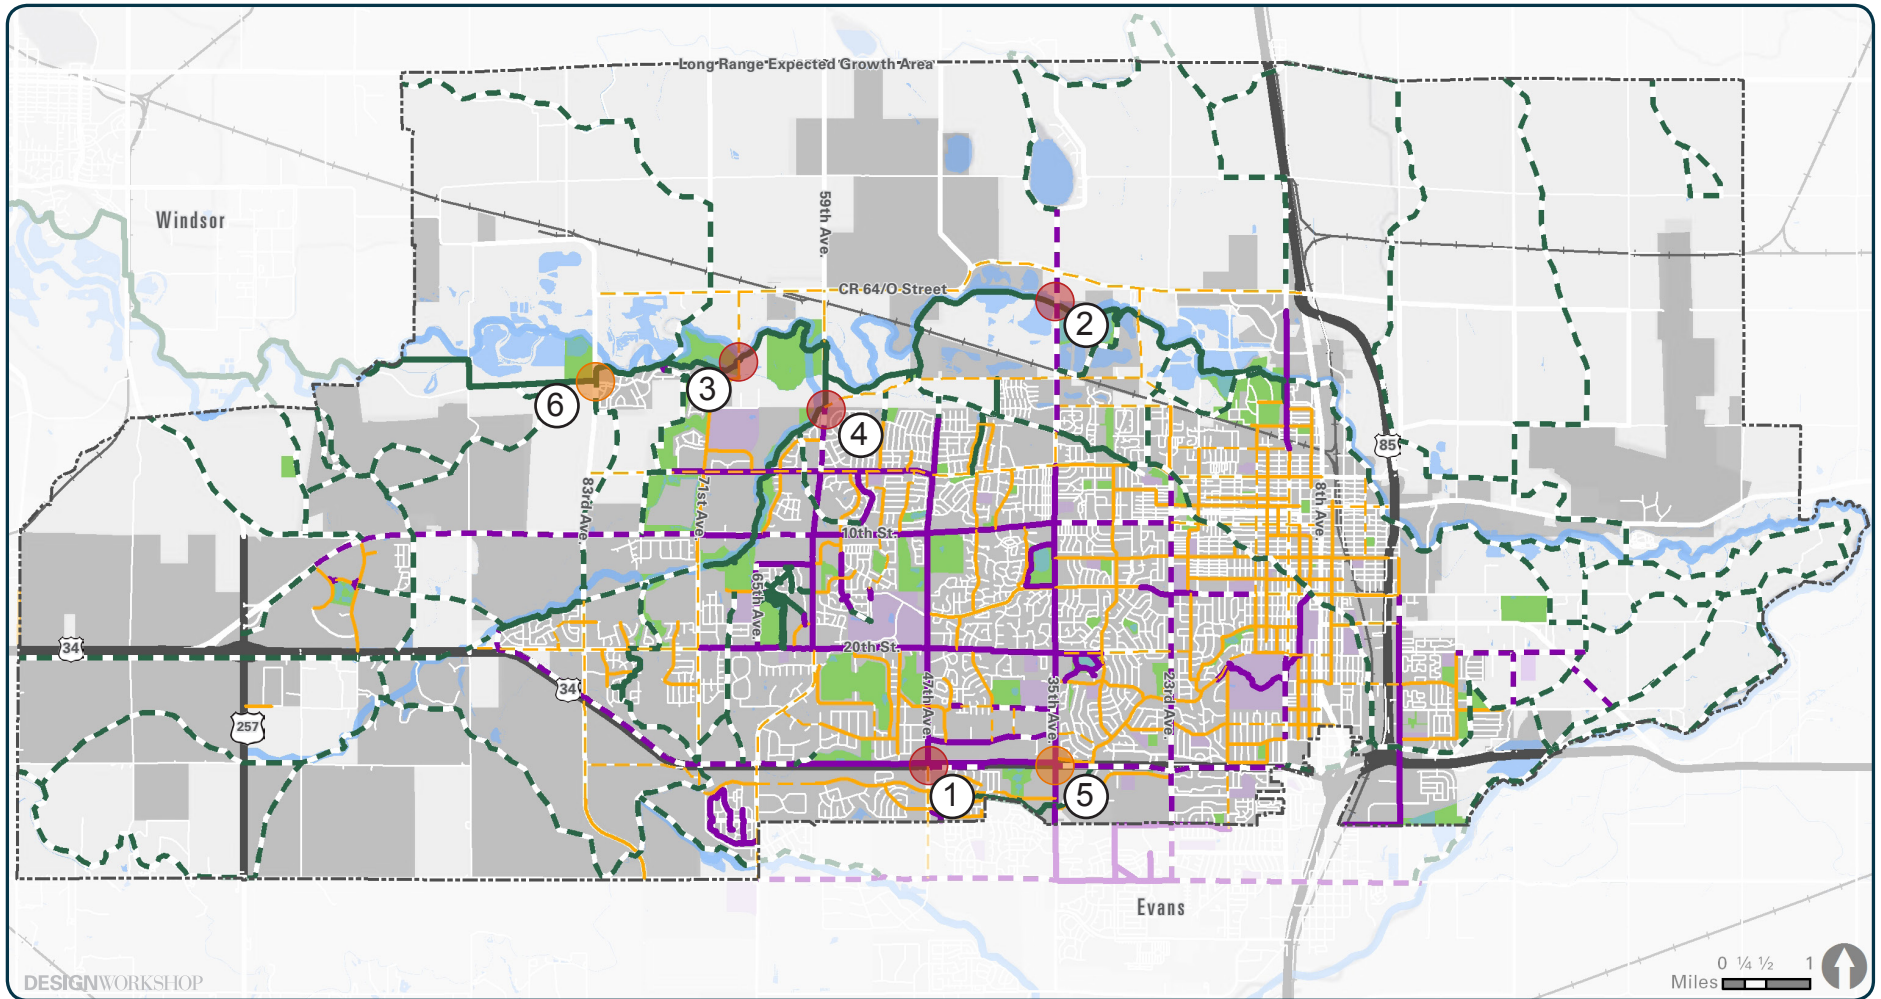 Long Range Expected Growth Area
Windsor
59th Ave.
CR 64/O Street
2
3
6
4
85
83rd Ave.
71st Ave.
8th Ave.
10th St.
65th Ave.
34
20th St.
34
47th Ave.
35th Ave.
23rd Ave.
257
1
5
Evans
DESIGNWORKSHOP
0 ¼ ½ 1
Miles